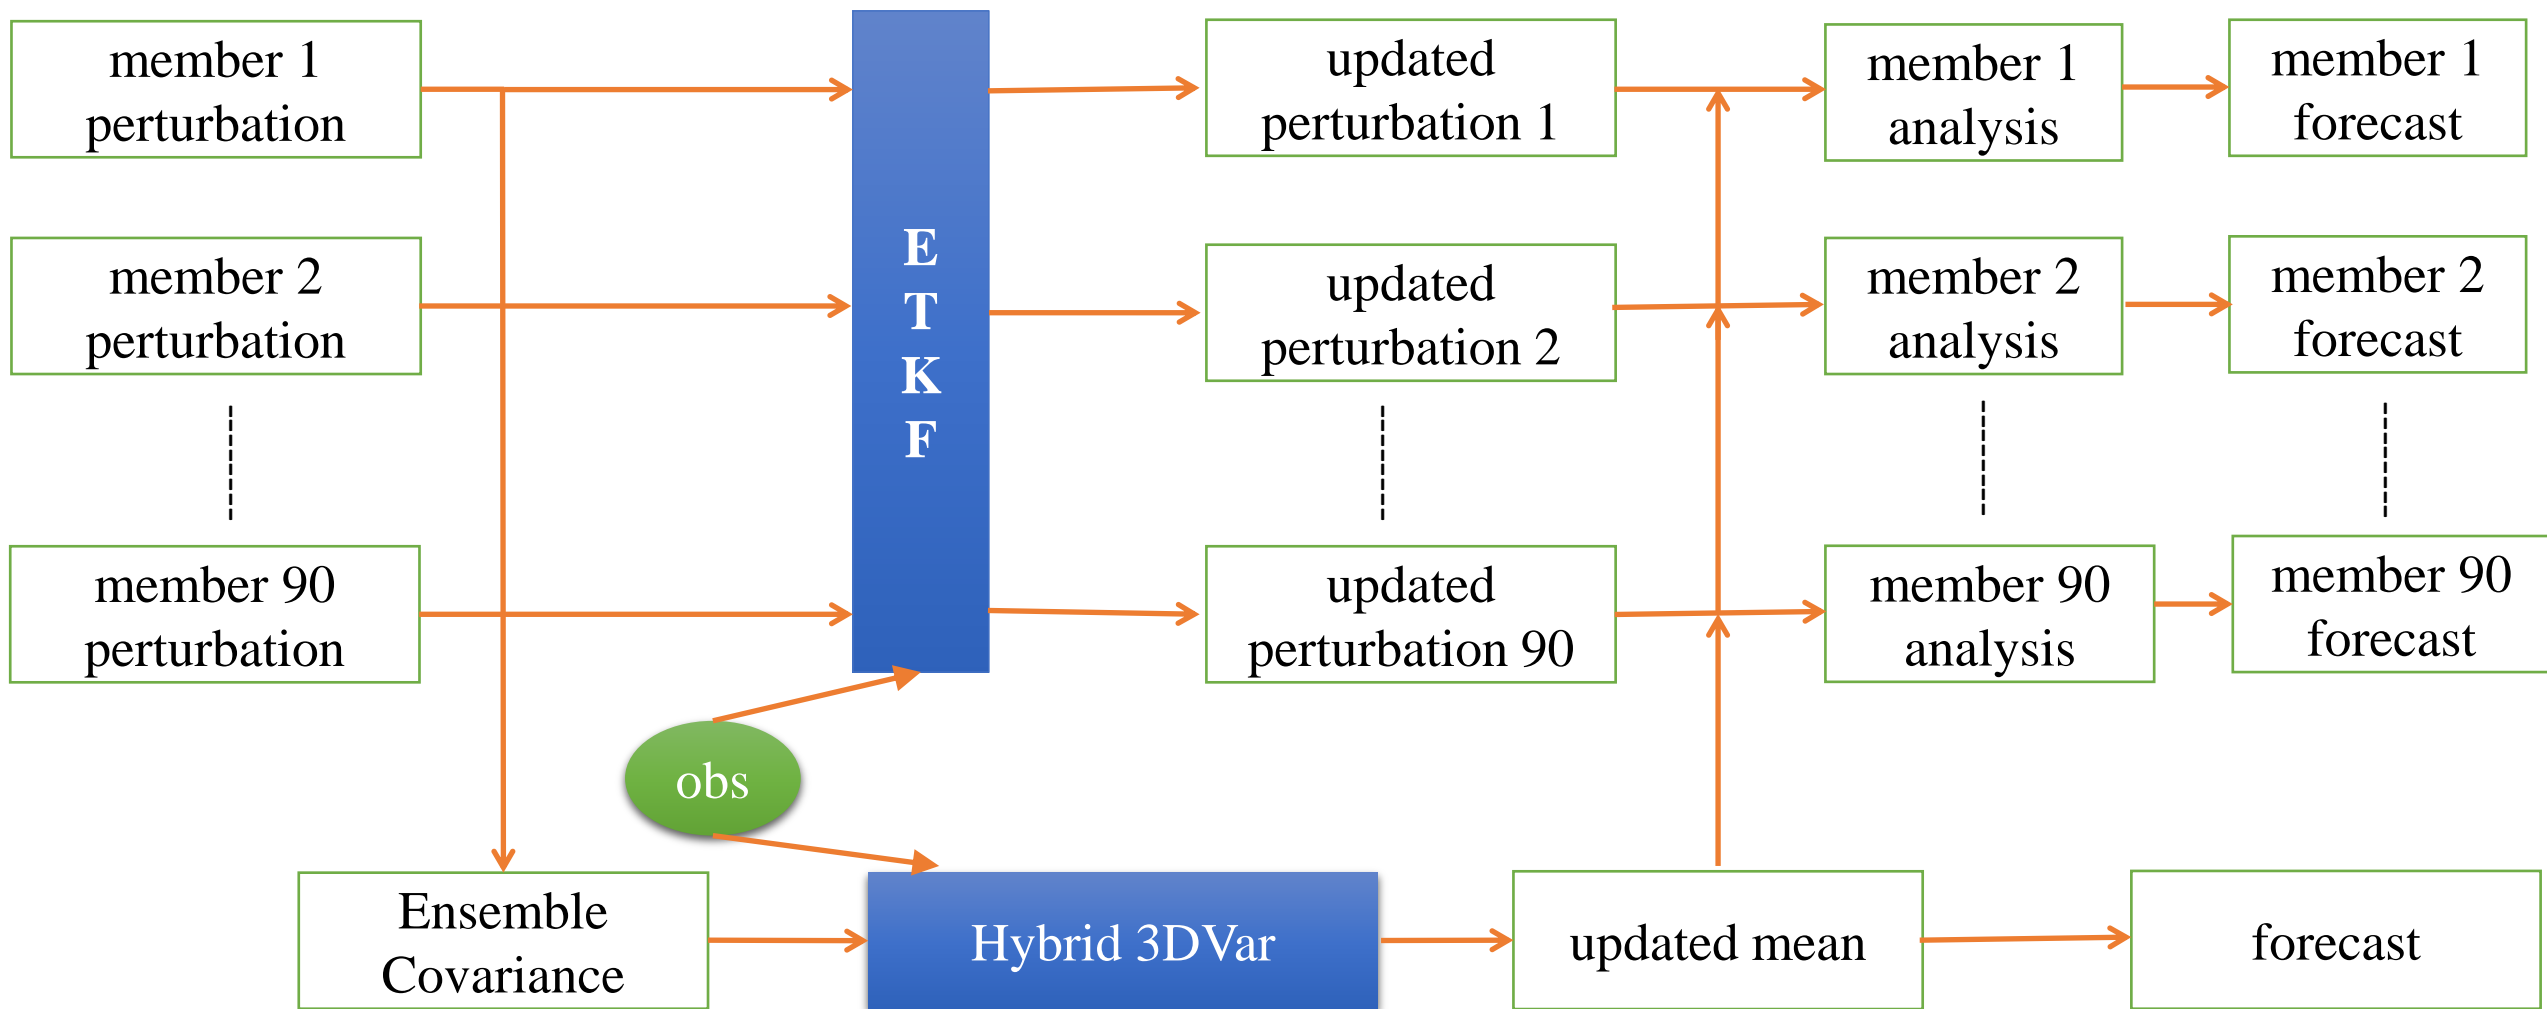 member 1
perturbation
member 2
perturbation
member 90
perturbation
E
T
K
F
updated
perturbation 1
updated
perturbation 2
updated
perturbation 90
member 1
analysis
member 2
analysis
member 90
analysis
member 1
forecast
member 2
forecast
member 90
forecast
obs
Ensemble
Covariance
Hybrid 3DVar
updated mean
forecast